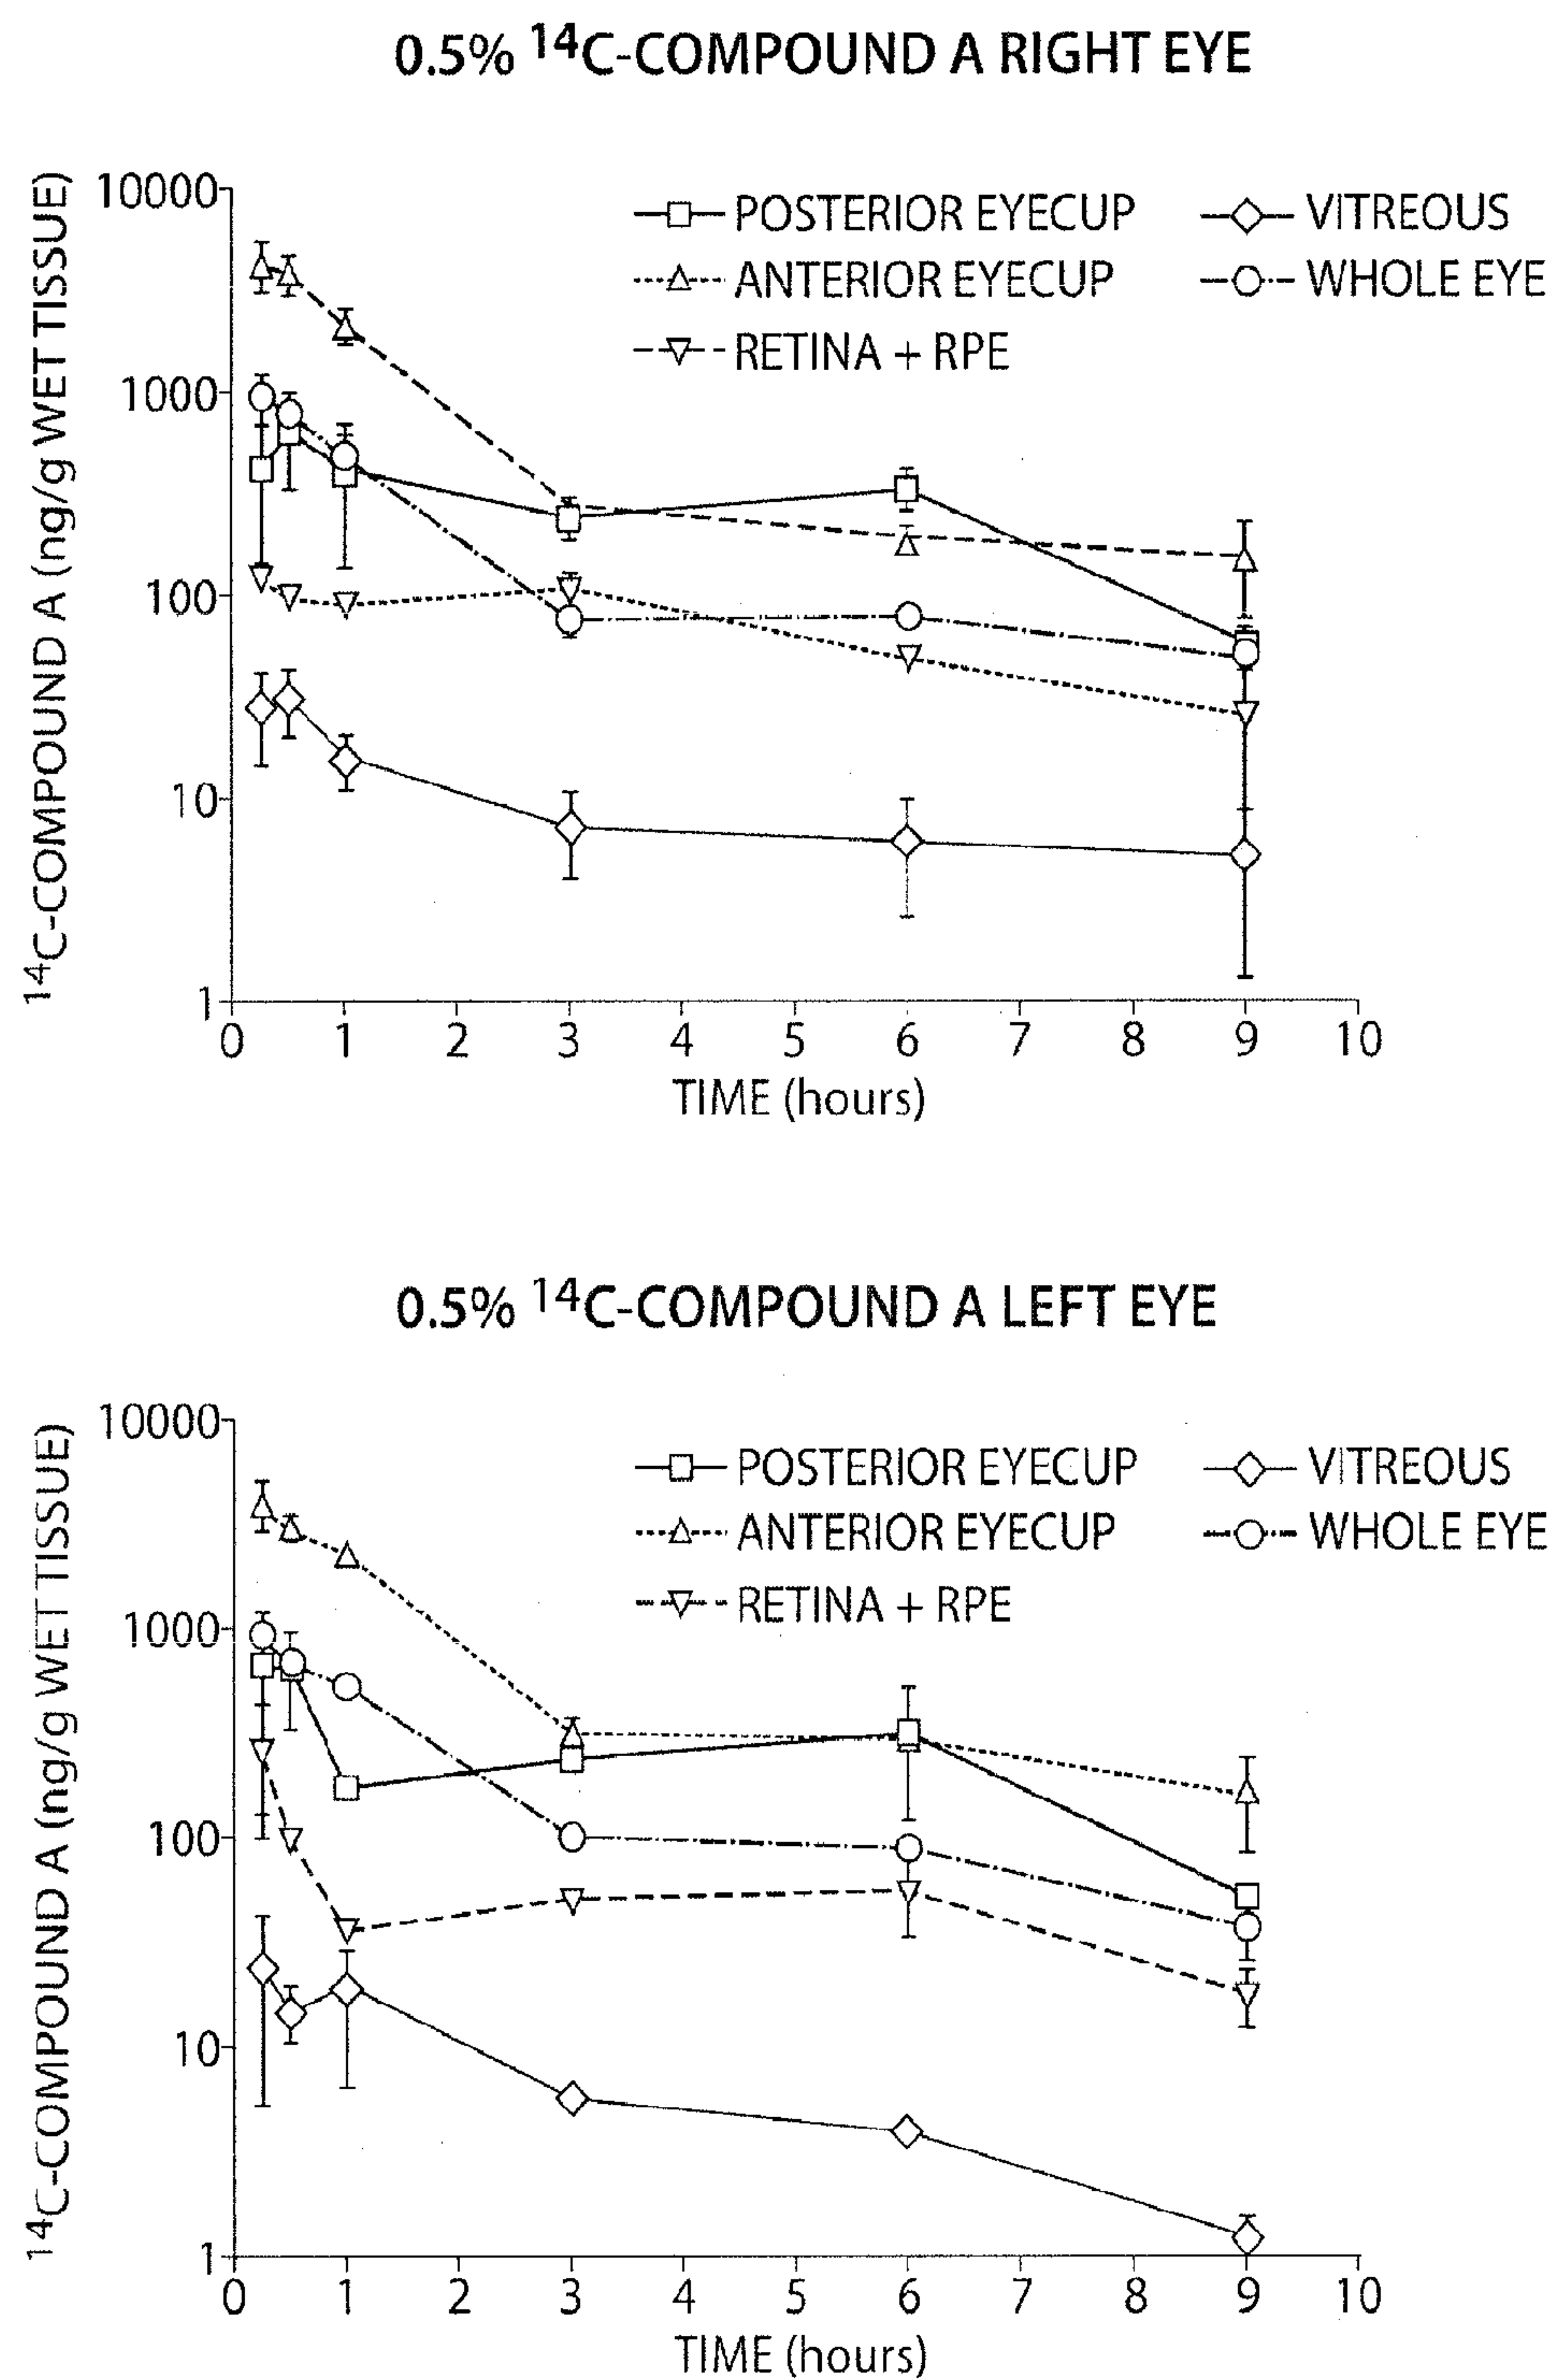 0.5% ¹⁴C-COMPOUND A RIGHT EYE
¹⁴C-COMPOUND A (ng/g WET TISSUE)
10000
1000
100
10
1
POSTERIOR EYECUP
VITREOUS
ANTERIOR EYECUP
WHOLE EYE
RETINA + RPE
0 1 2 3 4 5 6 7 8 9 10
TIME (hours)
0.5% ¹⁴C-COMPOUND A LEFT EYE
¹⁴C-COMPOUND A (ng/g WET TISSUE)
10000
1000
100
10
1
POSTERIOR EYECUP
VITREOUS
ANTERIOR EYECUP
WHOLE EYE
RETINA + RPE
0 1 2 3 4 5 6 7 8 9 10
TIME (hours)